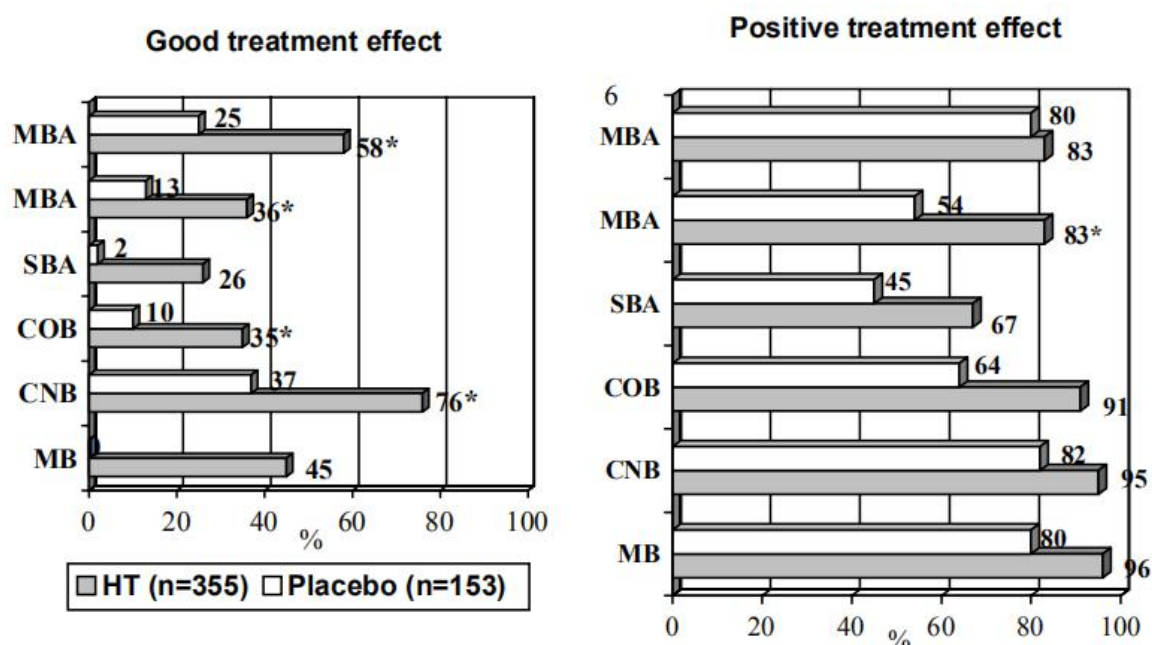 Good treatment effect
MBA
25
58*
MBA
13
36*
SBA
2
26
COB
10
35*
CNB
37
76*
MB
0
45
0 20 40 60 80 100
%
HT (n=355) Placebo (n=153)
Positive treatment effect
6
MBA
80
83
MBA
54
83*
SBA
45
67
COB
64
91
CNB
82
95
MB
80
96
0 20 40 60 80 100
%